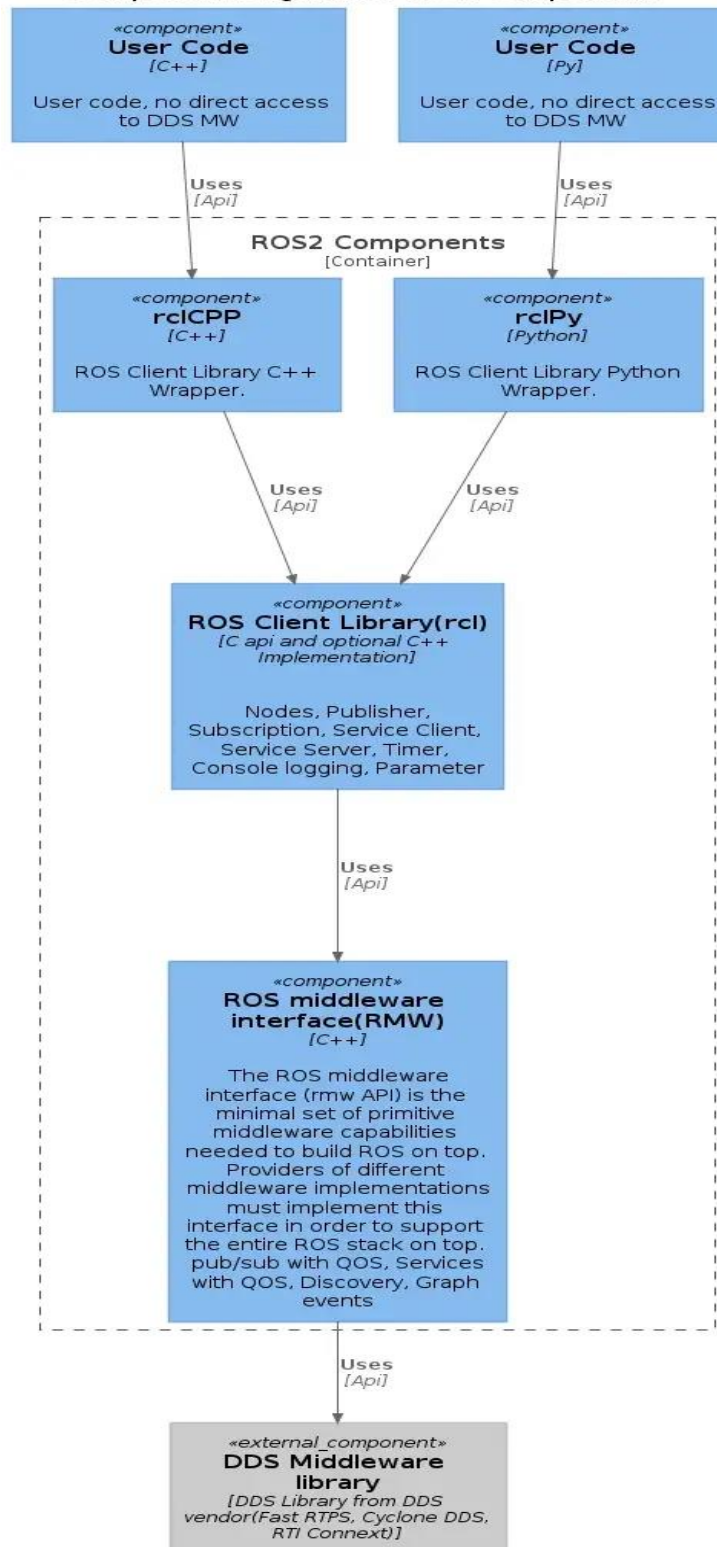 «component»
User Code
[C++]
User code, no direct access
to DDS MW
«component»
User Code
[Py]
User code, no direct access
to DDS MW
Uses
[Api]
Uses
[Api]
ROS2 Components
[Container]
«component»
rclCPP
[C++]
ROS Client Library C++
Wrapper.
«component»
rclPy
[Python]
ROS Client Library Python
Wrapper.
Uses
[Api]
Uses
[Api]
«component»
ROS Client Library(rcl)
[C api and optional C++
Implementation]
Nodes, Publisher,
Subscription, Service Client,
Service Server, Timer,
Console logging, Parameter
Uses
[Api]
«component»
ROS middleware
interface(RMW)
[C++]
The ROS middleware
interface (rmw API) is the
minimal set of primitive
middleware capabilities
needed to build ROS on top.
Providers of different
middleware implementations
must implement this
interface in order to support
the entire ROS stack on top.
pub/sub with QOS, Services
with QOS, Discovery, Graph
events
Uses
[Api]
«external_component»
DDS Middleware
library
[DDS Library from DDS
vendor(Fast RTPS, Cyclone DDS,
RTI Connext)]